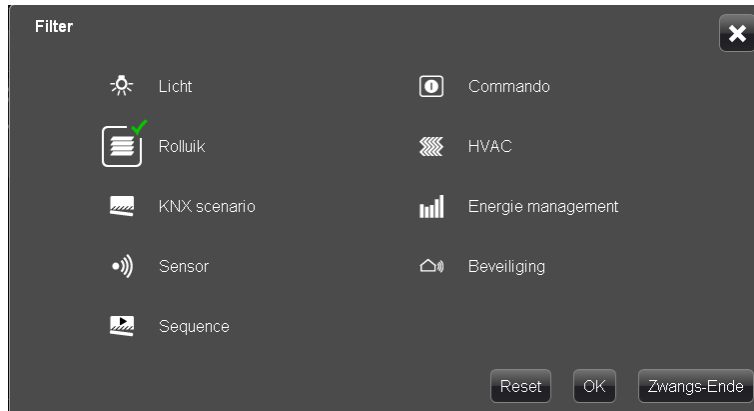 Filter
Licht
Commando
Rolluik
HVAC
KNX scenario
Energie management
Sensor
Beveiliging
Sequence
Reset
OK
Zwangs-Ende